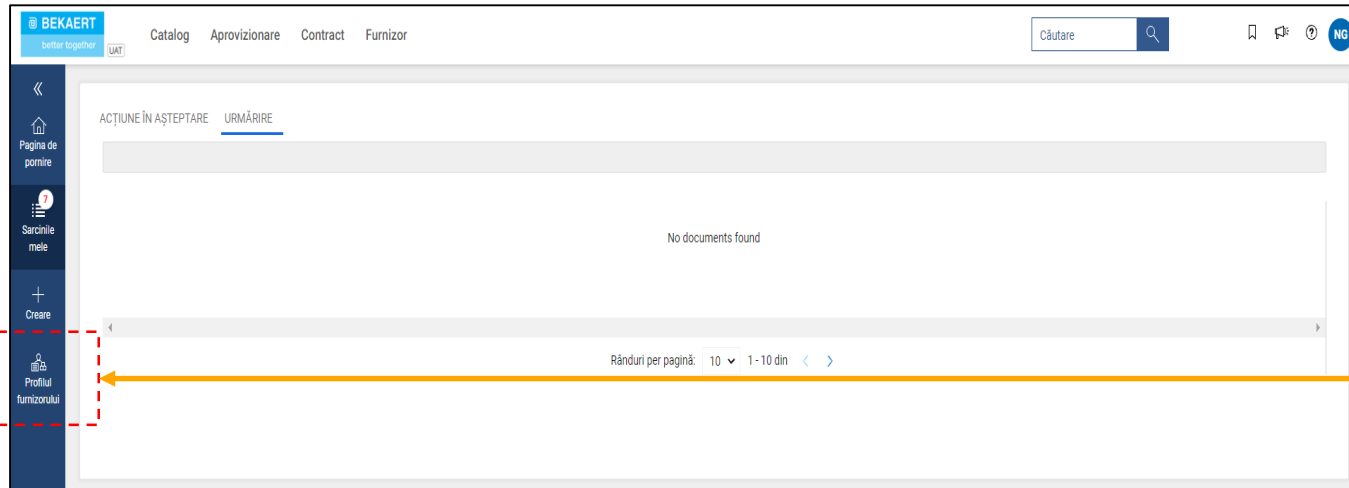 BEKAERT
better together
UAT
Catalog Aprovizionare Contract Furnizor
Căutare
NG
Pagina de
pornire
7
Sarcinile
mele
Creare
Profilul
furnizorului
ACȚIUNE ÎN AȘTEPTARE URMĂRIRE
No documents found
Rânduri per pagină: 10 1 - 10 din